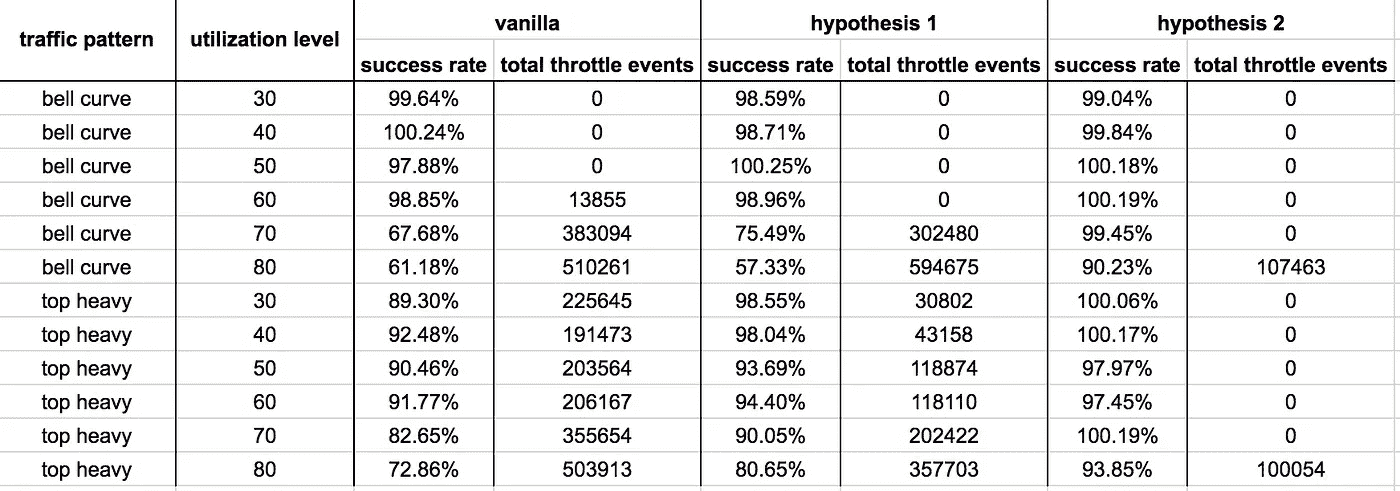 traffic pattern utilization level vanilla hypothesis 1 hypothesis 2
success rate total throttle events success rate total throttle events success rate total throttle events
bell curve 30 99.64% 0 98.59% 0 99.04% 0
bell curve 40 100.24% 0 98.71% 0 99.84% 0
bell curve 50 97.88% 0 100.25% 0 100.18% 0
bell curve 60 98.85% 13855 98.96% 0 100.19% 0
bell curve 70 67.68% 383094 75.49% 302480 99.45% 0
bell curve 80 61.18% 510261 57.33% 594675 90.23% 107463
top heavy 30 89.30% 225645 98.55% 30802 100.06% 0
top heavy 40 92.48% 191473 98.04% 43158 100.17% 0
top heavy 50 90.46% 203564 93.69% 118874 97.97% 0
top heavy 60 91.77% 206167 94.40% 118110 97.45% 0
top heavy 70 82.65% 355654 90.05% 202422 100.19% 0
top heavy 80 72.86% 503913 80.65% 357703 93.85% 100054